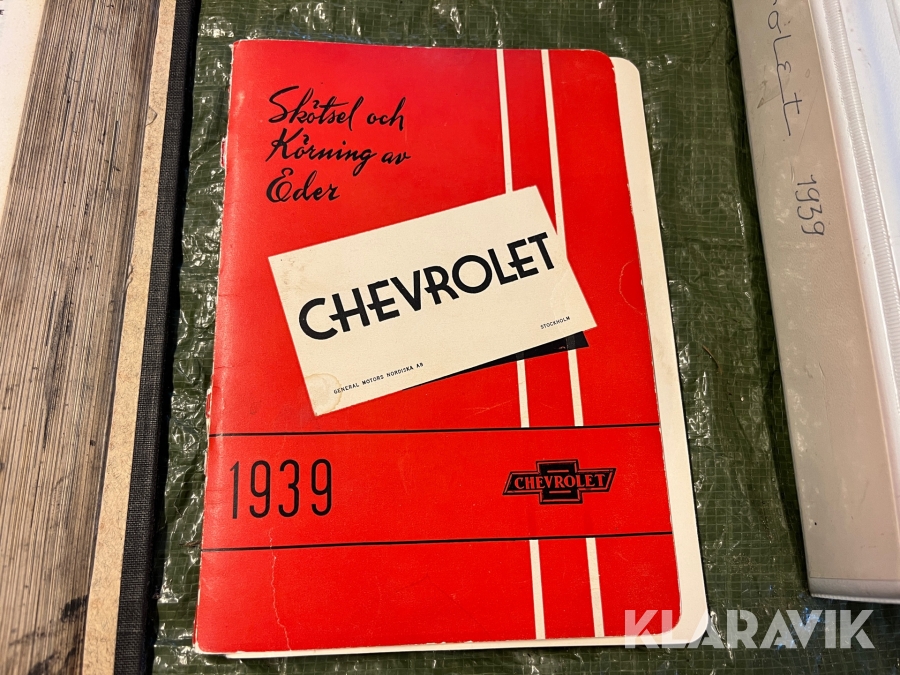 Skötsel och
Körning av
Eder
CHEVROLET
GENERAL MOTORS NORDISKA AB
STOCKHOLM
1939
CHEVROLET
1939
KLARAVIK